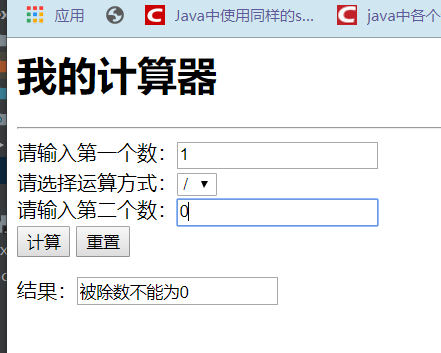 应用 Java中使用同样的s... java中各个
我的计算器
请输入第一个数：1
请选择运算方式：/
请输入第二个数：0
计算 重置
结果：被除数不能为0